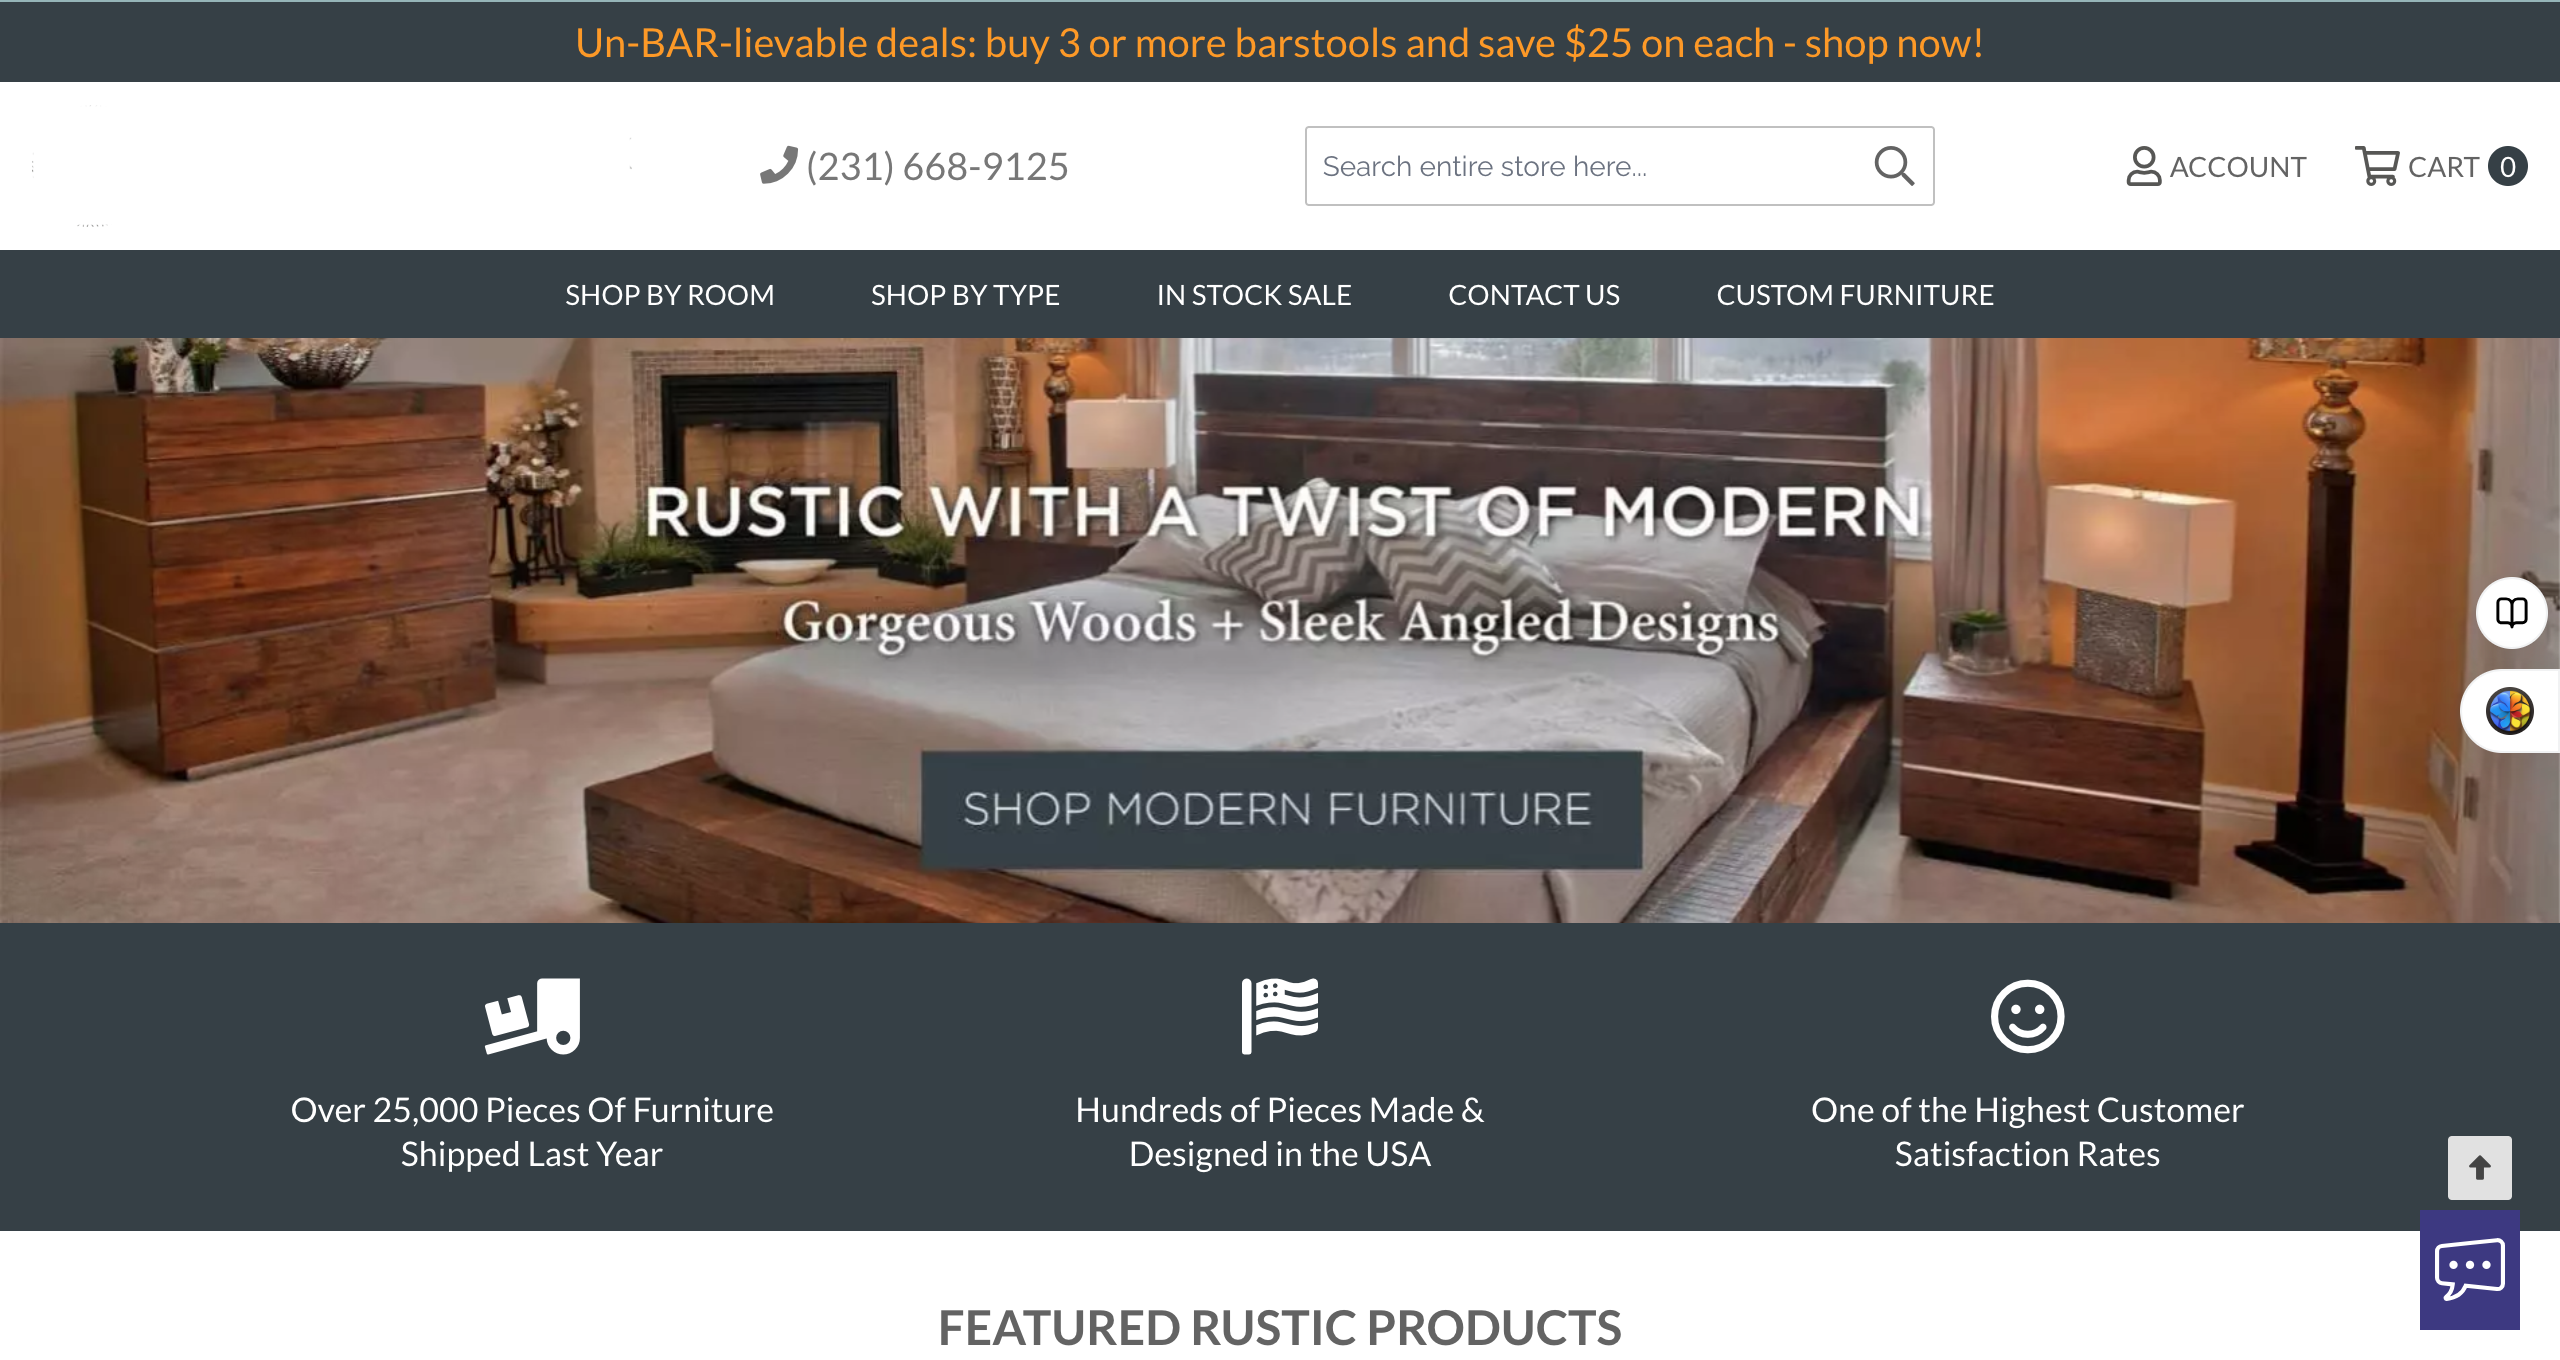 Un-BAR-lievable deals: buy 3 or more barstools and save $25 on each - shop now!
(231) 668-9125
Search entire store here...
ACCOUNT
CART 0
SHOP BY ROOM
SHOP BY TYPE
IN STOCK SALE
CONTACT US
CUSTOM FURNITURE
RUSTIC WITH A TWIST OF MODERN
Gorgeous Woods + Sleek Angled Designs
SHOP MODERN FURNITURE
Over 25,000 Pieces Of Furniture
Shipped Last Year
Hundreds of Pieces Made &
Designed in the USA
One of the Highest Customer
Satisfaction Rates
FEATURED RUSTIC PRODUCTS